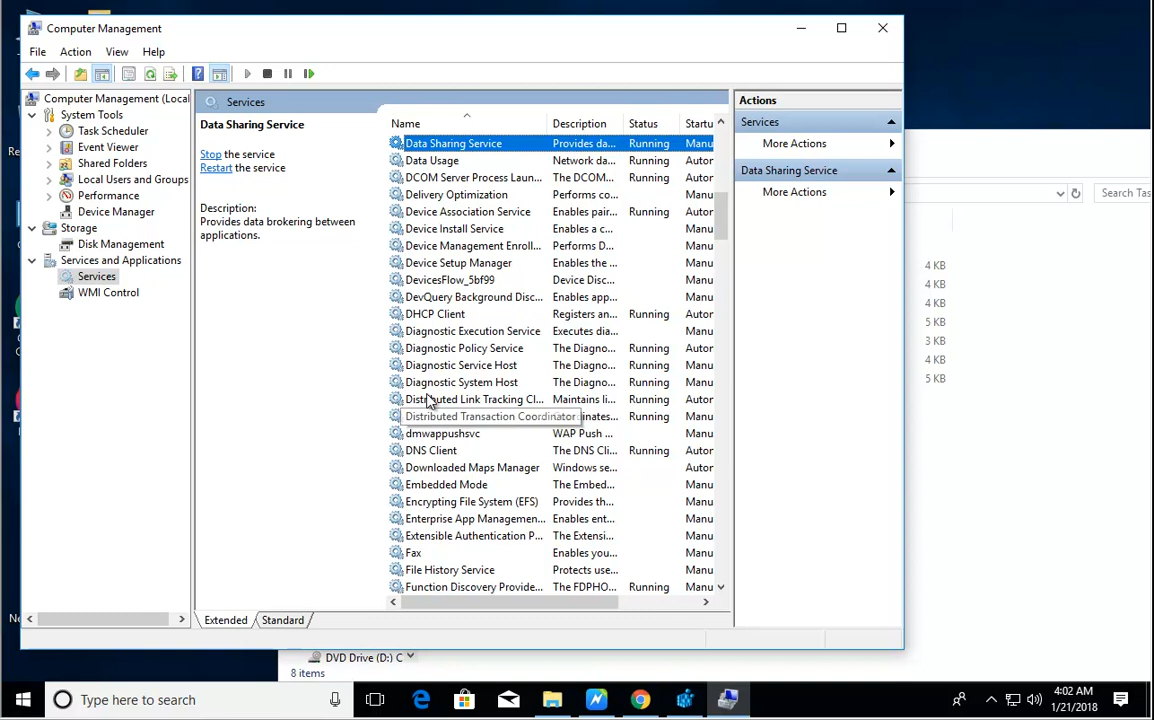 Computer Management
File Action View Help
Computer Management (Local
System Tools
Task Scheduler
Event Viewer
Shared Folders
Local Users and Groups
Performance
Device Manager
Storage
Disk Management
Services and Applications
Services
WMI Control
Services
Data Sharing Service
Stop the service
Restart the service
Description:
Provides data brokering between
applications.
Name Description Status Startu
Data Sharing Service Provides da... Running Manu
Data Usage Network da... Running Autor
DCOM Server Process Laun... The DCOM... Running Autor
Delivery Optimization Performs co... Manu
Device Association Service Enables pair... Running Autor
Device Install Service Enables a c... Manu
Device Management Enroll... Performs D... Manu
Device Setup Manager Enables the ... Manu
DevicesFlow_5bf99 Device Disc... Manu
DevQuery Background Disc... Enables app... Manu
DHCP Client Registers an... Running Autor
Diagnostic Execution Service Executes dia... Manu
Diagnostic Policy Service The Diagno... Running Autor
Diagnostic Service Host The Diagno... Running Manu
Diagnostic System Host The Diagno... Running Manu
Distributed Link Tracking Cl... Maintains li... Running Autor
Distributed Transaction Coordinator inates... Running Manu
dmwappushsvc WAP Push ... Manu
DNS Client The DNS Cli... Running Autor
Downloaded Maps Manager Windows se... Autor
Embedded Mode The Embed... Manu
Encrypting File System (EFS) Provides th... Manu
Enterprise App Managemen... Enables ent... Manu
Extensible Authentication P... The Extensi... Manu
Fax Enables you... Manu
File History Service Protects use... Manu
Function Discovery Provide... The FDPHO... Running Manu
Extended Standard
Actions
Services
More Actions
Data Sharing Service
More Actions
Search Tas
4 KB
4 KB
3 KB
5 KB
3 KB
4 KB
5 KB
DVD Drive (D:) C
8 items
Type here to search
4:02 AM
1/21/2018